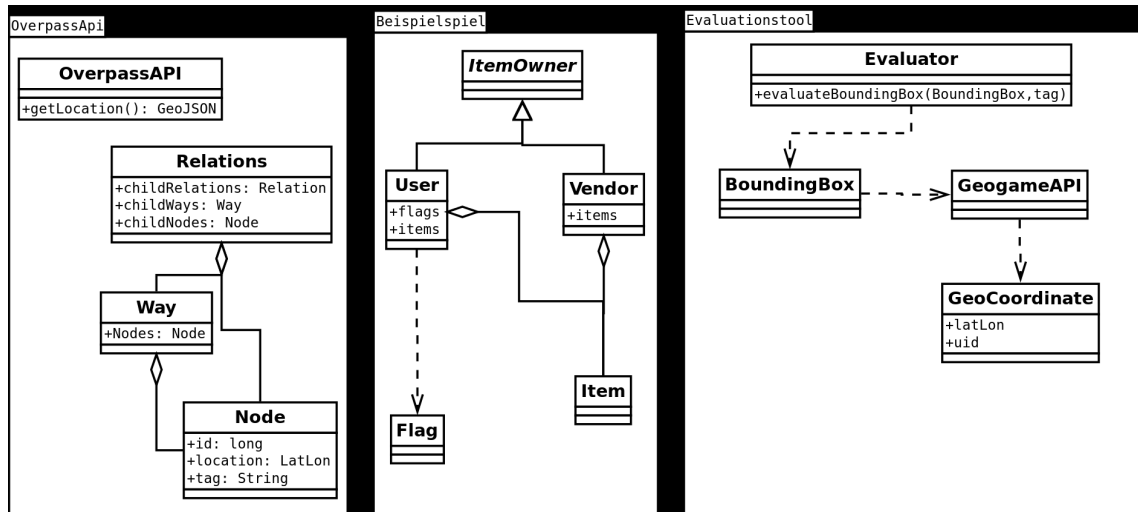 OverpassApi
OverpassAPI
+getLocation(): GeoJSON
Relations
+childRelations: Relation
+childWays: Way
+childNodes: Node
Way
+Nodes: Node
Node
+id: long
+location: LatLon
+tag: String
Beispielspiel
ItemOwner
User
+flags
+items
Vendor
+items
Item
Flag
Evaluationstool
Evaluator
+evaluateBoundingBox(BoundingBox,tag)
BoundingBox
GeogameAPI
GeoCoordinate
+latLon
+uid